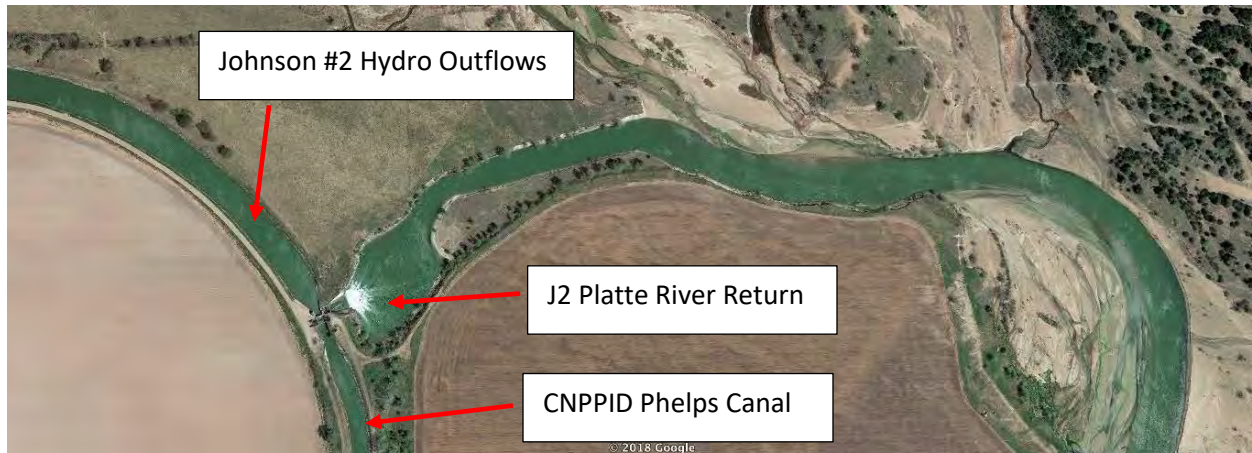 Johnson #2 Hydro Outflows
J2 Platte River Return
CNPPID Phelps Canal
© 2018 Google